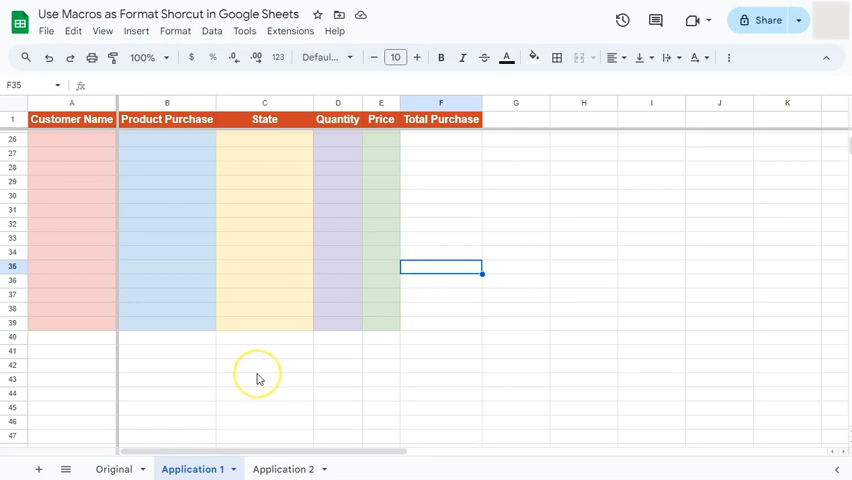 Use Macros as Format Shorcut in Google Sheets
File Edit View Insert Format Data Tools Extensions Help
Share
100% $ % .0 .00 123 Defaul... 10 B I A A
F35 fx
A B C D E F G H I J K
1 Customer Name Product Purchase State Quantity Price Total Purchase
26
27
28
29
30
31
32
33
34
35
36
37
38
39
40
41
42
43
44
45
46
47
Original Application 1 Application 2